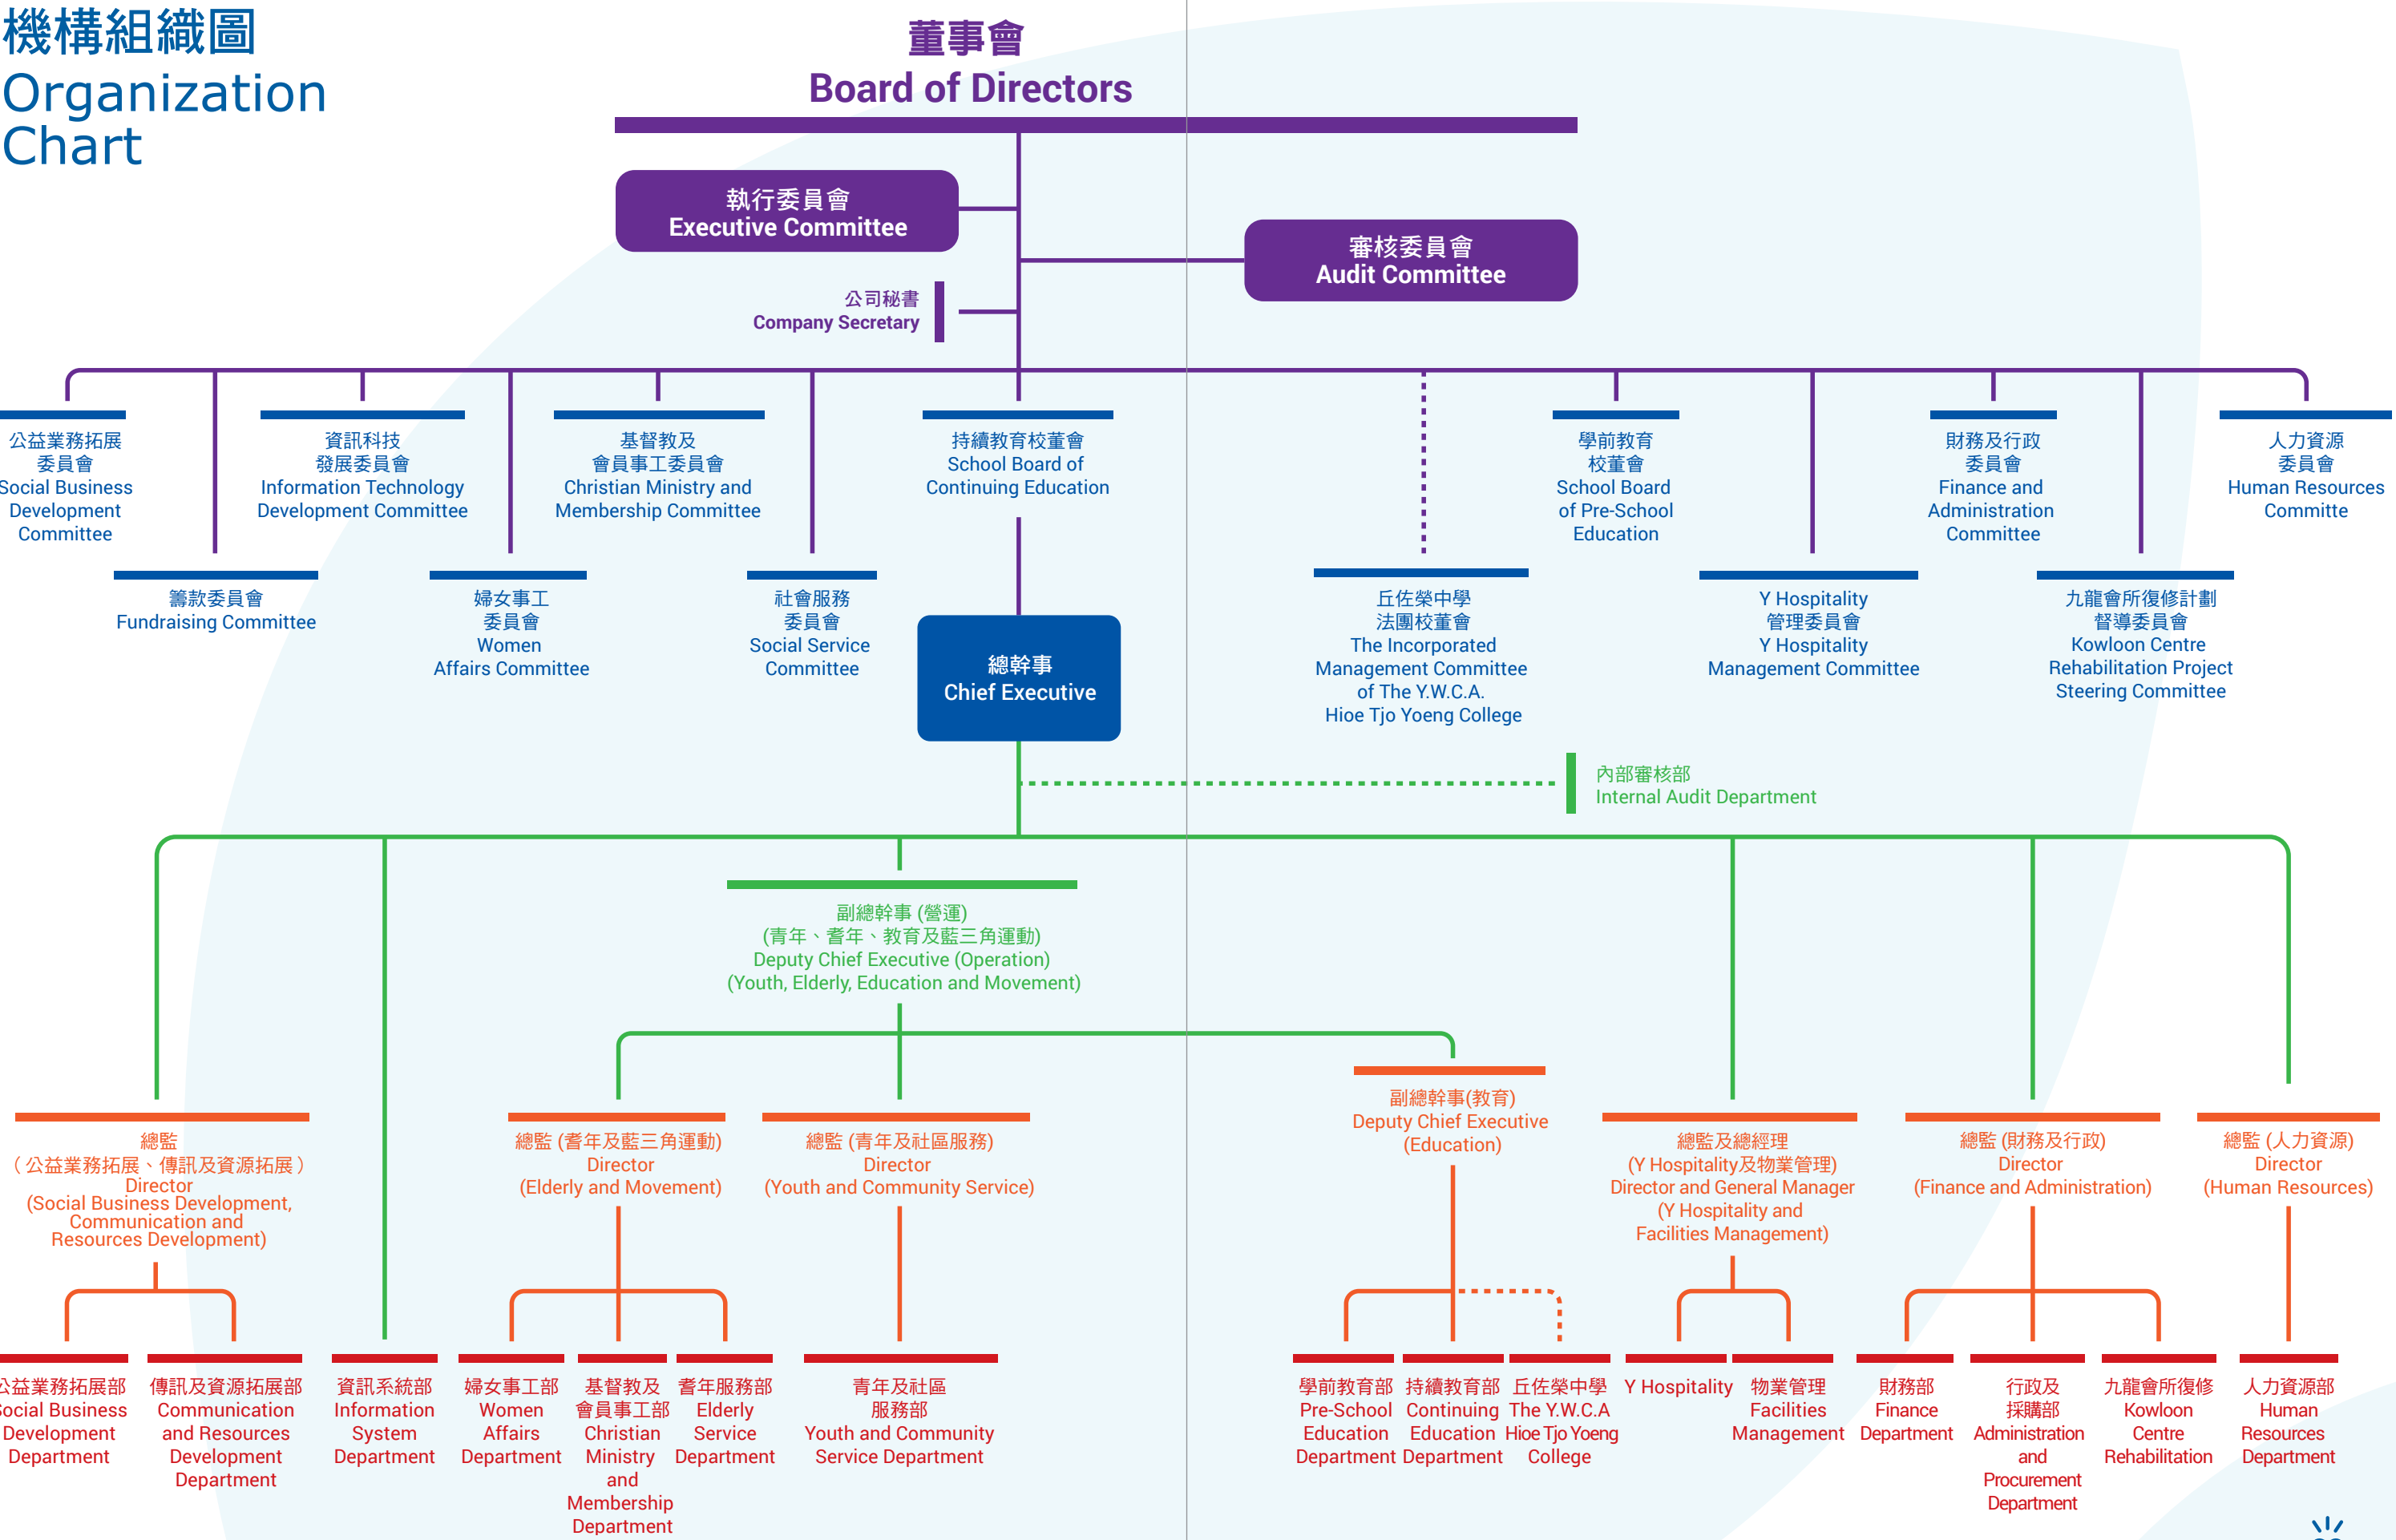 機構組織圖
Organization
Chart
董事會
Board of Directors
執行委員會
Executive Committee
審核委員會
Audit Committee
公司秘書
Company Secretary
公益業務拓展
委員會
Social Business
Development
Committee
資訊科技
發展委員會
Information Technology
Development Committee
基督教及
會員事工委員會
Christian Ministry and
Membership Committee
持續教育校董會
School Board of
Continuing Education
學前教育
校董會
School Board
of Pre-School
Education
財務及行政
委員會
Finance and
Administration
Committee
人力資源
委員會
Human Resources
Committe
籌款委員會
Fundraising Committee
婦女事工
委員會
Women
Affairs Committee
社會服務
委員會
Social Service
Committee
總幹事
Chief Executive
丘佐榮中學
法團校董會
The Incorporated
Management Committee
of The Y.W.C.A.
Hioe Tjo Yoeng College
Y Hospitality
管理委員會
Y Hospitality
Management Committee
九龍會所復修計劃
督導委員會
Kowloon Centre
Rehabilitation Project
Steering Committee
內部審核部
Internal Audit Department
副總幹事 (營運)
(青年、耆年、教育及藍三角運動)
Deputy Chief Executive (Operation)
(Youth, Elderly, Education and Movement)
總監
（公益業務拓展、傳訊及資源拓展）
Director
(Social Business Development,
Communication and
Resources Development)
總監 (耆年及藍三角運動)
Director
(Elderly and Movement)
總監 (青年及社區服務)
Director
(Youth and Community Service)
副總幹事(教育)
Deputy Chief Executive
(Education)
總監及總經理
(Y Hospitality及物業管理)
Director and General Manager
(Y Hospitality and
Facilities Management)
總監 (財務及行政)
Director
(Finance and Administration)
總監 (人力資源)
Director
(Human Resources)
公益業務拓展部
Social Business
Development
Department
傳訊及資源拓展部
Communication
and Resources
Development
Department
資訊系統部
Information
System
Department
婦女事工部
Women
Affairs
Department
基督教及
會員事工部
Christian
Ministry
and
Membership
Department
耆年服務部
Elderly
Service
Department
青年及社區
服務部
Youth and Community
Service Department
學前教育部
Pre-School
Education
Department
持續教育部
Continuing
Education
Department
丘佐榮中學
The Y.W.C.A
Hioe Tjo Yoeng
College
Y Hospitality
物業管理
Facilities
Management
財務部
Finance
Department
行政及
採購部
Administration
and
Procurement
Department
九龍會所復修
Kowloon
Centre
Rehabilitation
人力資源部
Human
Resources
Department